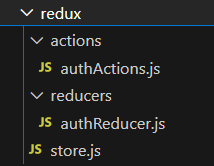 redux
actions
JS authActions.js
reducers
JS authReducer.js
JS store.js